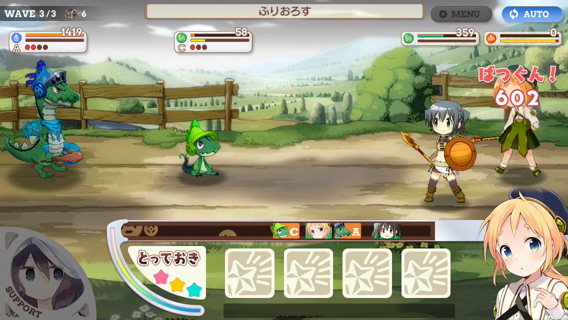 WAVE 3/3 6
ふりおろす
MENU
AUTO
1419
A
58
C
359
0
ばつぐん!
602
C
A
とっておき
SUPPORT